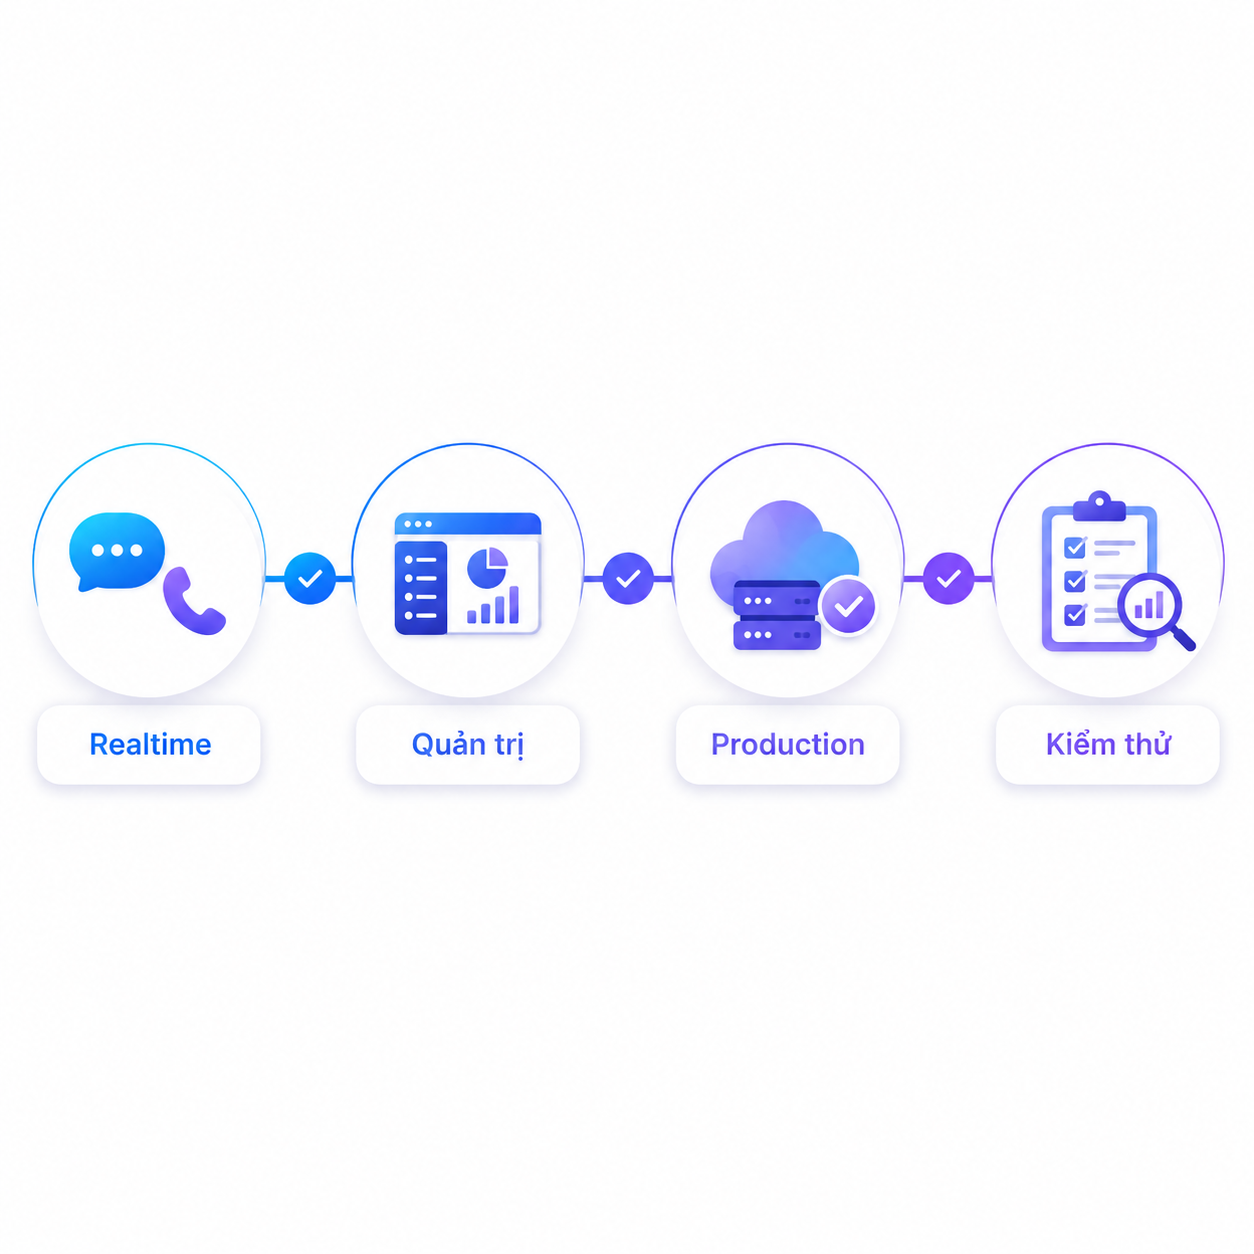 Realtime
Quản trị
Production
Kiểm thử